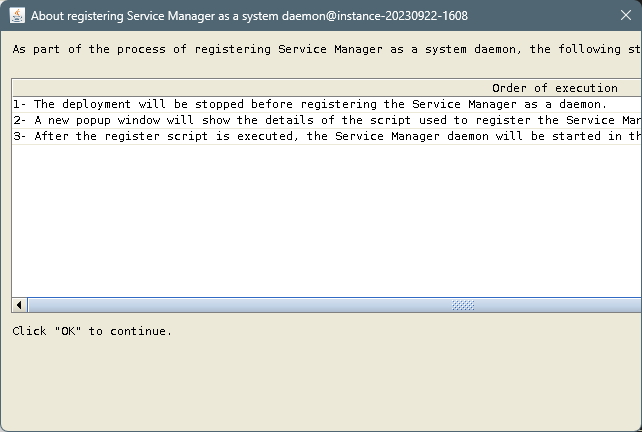 About registering Service Manager as a system daemon@instance-20230922-1608
As part of the process of registering Service Manager as a system daemon, the following st
Order of execution
1- The deployment will be stopped before registering the Service Manager as a daemon.
2- A new popup window will show the details of the script used to register the Service Mar
3- After the register script is executed, the Service Manager daemon will be started in th
Click "OK" to continue.